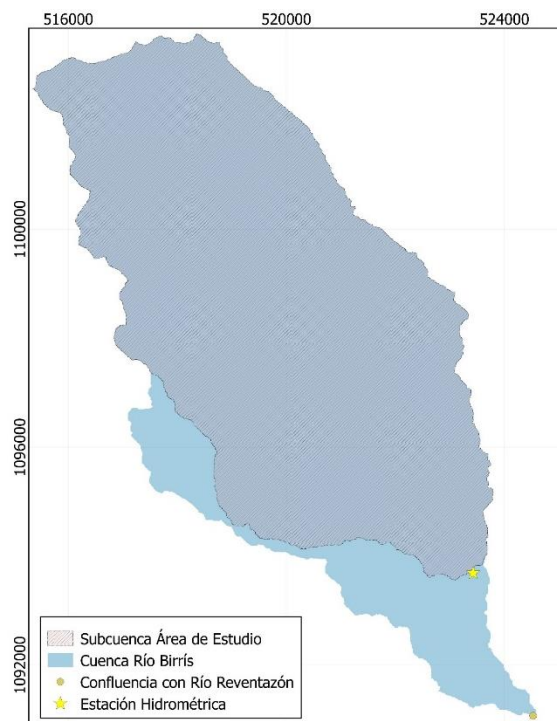 516000 520000 524000
1100000
1096000
1092000
Subcuenca Área de Estudio
Cuenca Río Birrís
Confluencia con Río Reventazón
Estación Hidrométrica